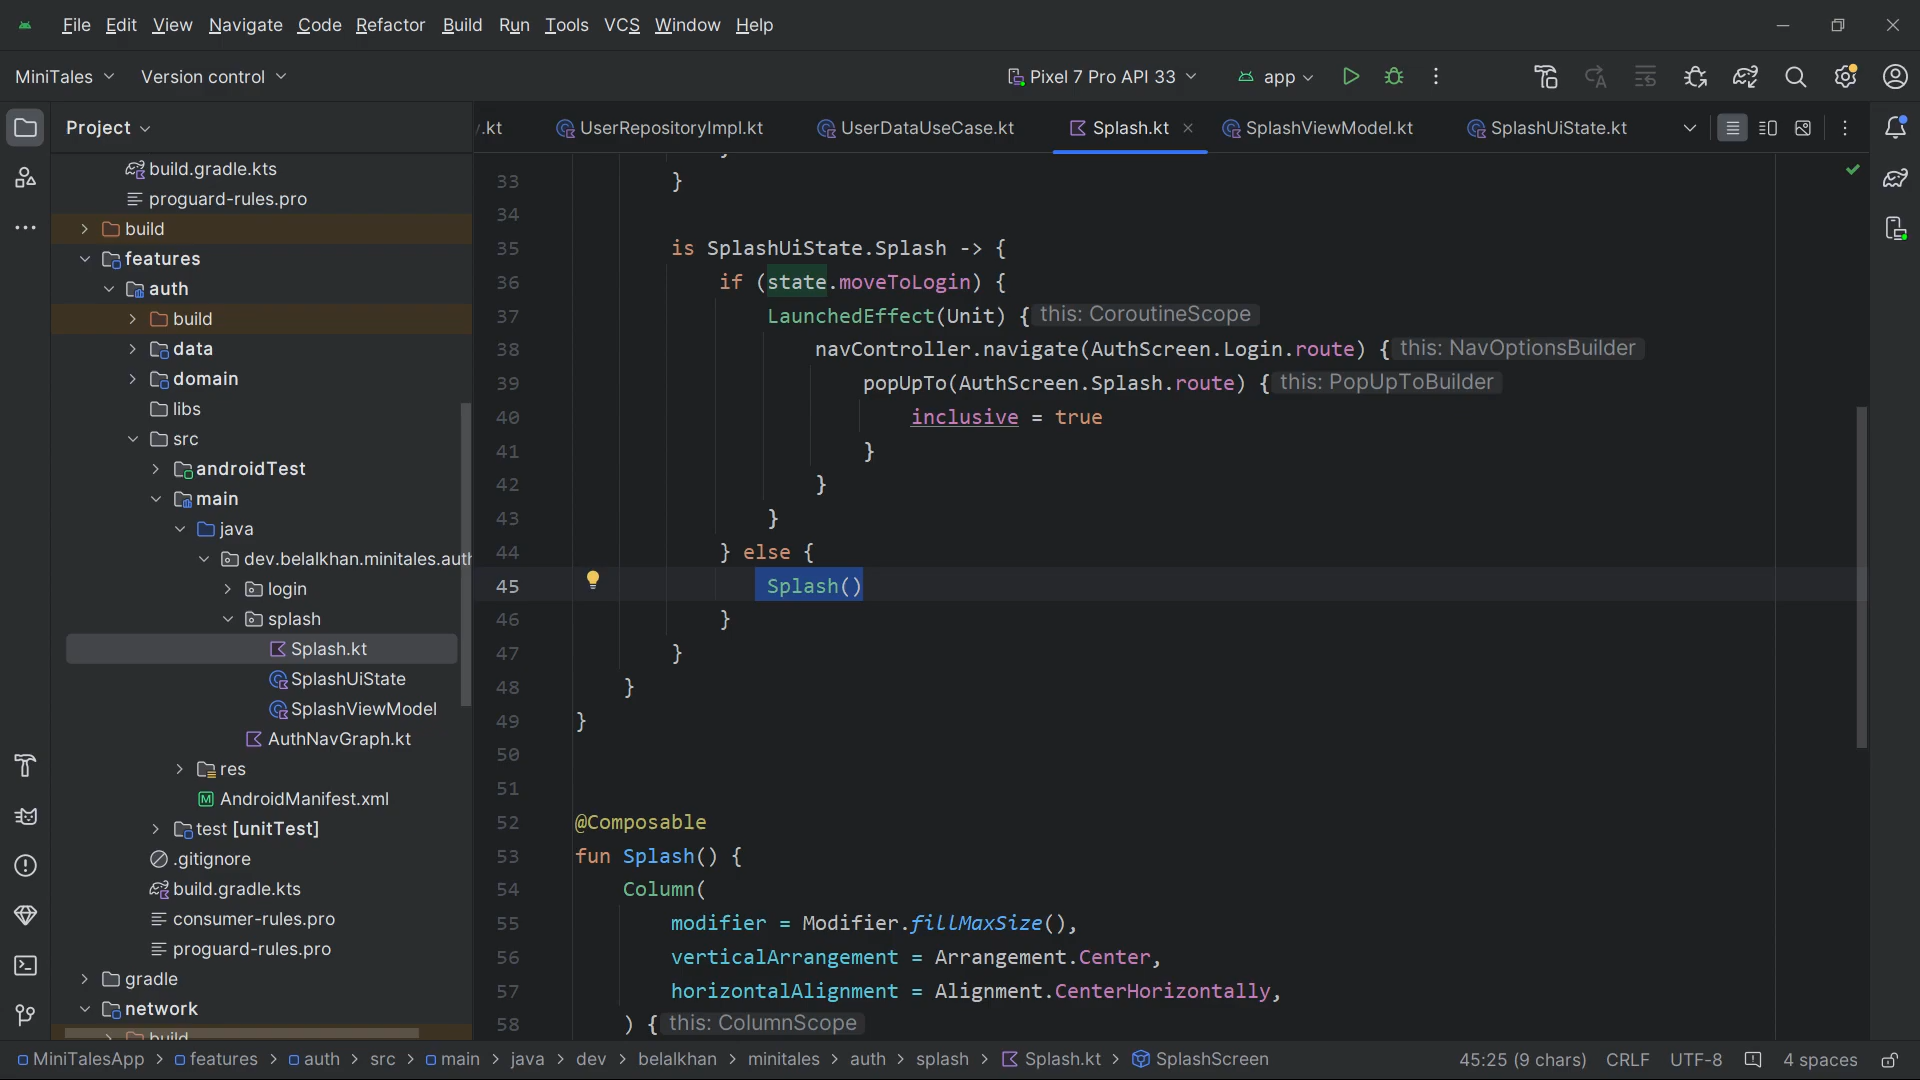 File Edit View Navigate Code Refactor Build Run Tools VCS Window Help
MiniTales Version control Pixel 7 Pro API 33 app
Project
.kt UserRepositoryImpl.kt UserDataUseCase.kt Splash.kt SplashViewModel.kt SplashUiState.kt
build.gradle.kts
proguard-rules.pro
build
features
auth
build
data
domain
libs
src
androidTest
main
java
dev.belalkhan.minitales.auth
login
splash
Splash.kt
SplashUiState
SplashViewModel
AuthNavGraph.kt
res
AndroidManifest.xml
test [unitTest]
.gitignore
build.gradle.kts
consumer-rules.pro
proguard-rules.pro
gradle
network
build
33 }
34
35 is SplashUiState.Splash -> {
36 if (state.moveToLogin) {
37 LaunchedEffect(Unit) { this: CoroutineScope
38 navController.navigate(AuthScreen.Login.route) { this: NavOptionsBuilder
39 popUpTo(AuthScreen.Splash.route) { this: PopUpToBuilder
40 inclusive = true
41 }
42 }
43 }
44 } else {
45 Splash()
46 }
47 }
48 }
49 }
50
51
52 @Composable
53 fun Splash() {
54 Column(
55 modifier = Modifier.fillMaxSize(),
56 verticalArrangement = Arrangement.Center,
57 horizontalAlignment = Alignment.CenterHorizontally,
58 ) { this: ColumnScope
MiniTalesApp > features > auth > src > main > java > dev > belalkhan > minitales > auth > splash > Splash.kt > SplashScreen 45:25 (9 chars) CRLF UTF-8 4 spaces